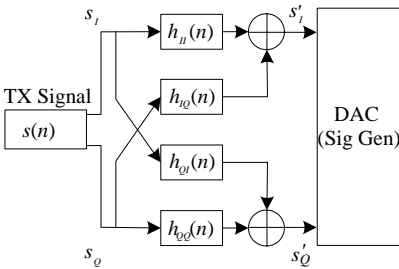 s_I
h_II(n)
s'_I
TX Signal
s(n)
h_IQ(n)
DAC
(Sig Gen)
h_QI(n)
h_QQ(n)
s_Q
s'_Q